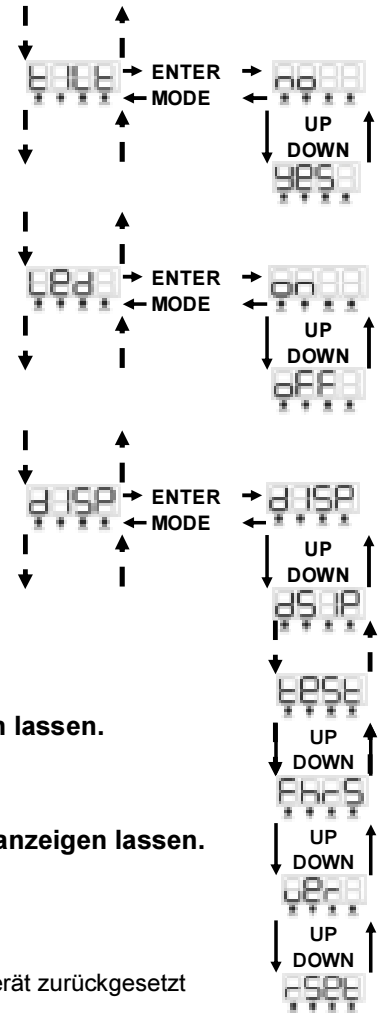 tILt ENTER no
MODE
UP
DOWN
YES
LEd ENTER on
MODE
UP
DOWN
oFF
dISP ENTER dISP
MODE
UP
DOWN
dSIP
tESt
n lassen.
UP
DOWN
FhrS
anzeigen lassen.
UP
DOWN
vEr
UP
DOWN
erät zurückgesetzt
rSEt